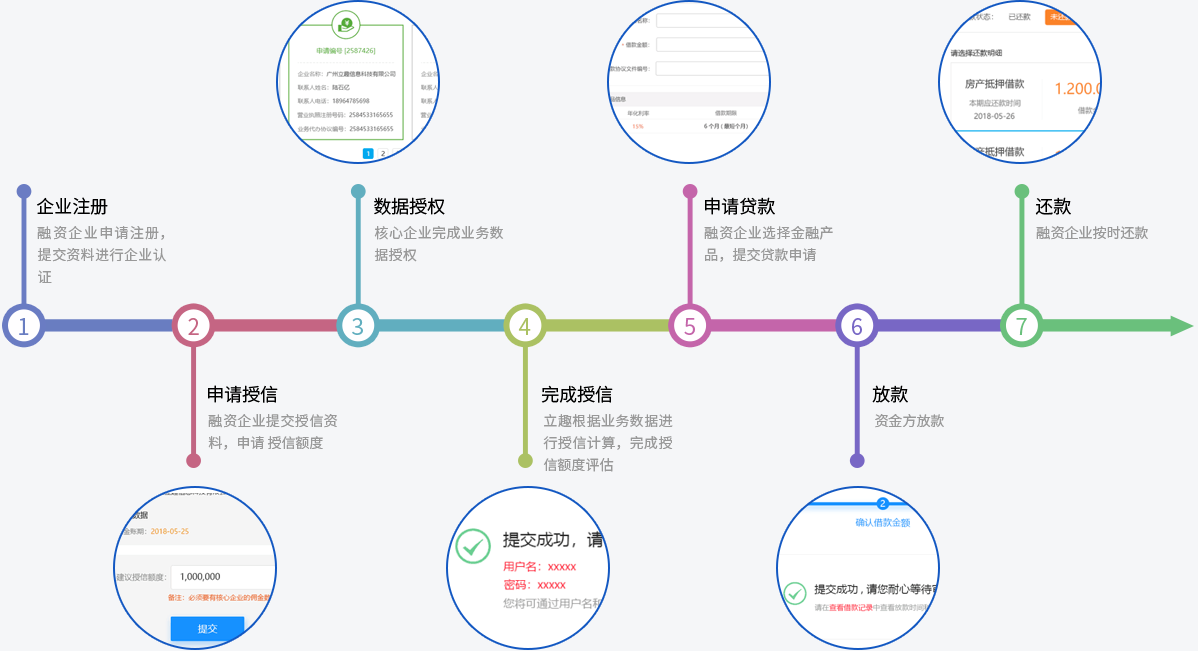 申请编号 [2587426]
企业名称：广州立趣信息科技有限公司
联系人姓名：陆石亿
联系人电话：18964785698
营业执照注册号码：2584533165655
业务代办协议编号：2584533165655
企业
联系人
联系
营
1 2
名称：
* 借款金额：
款协议文件编号：
信息
年化利率
借款期限
15%
6 个月 ( 最短个月)
状态：
已还款
未还
请选择还款明细
房产抵押借款
1,200.0
本期应还款时间
借款
2018-05-26
产抵押借款
企业注册
融资企业申请注册，
提交资料进行企业认
证
数据授权
核心企业完成业务数
据授权
申请贷款
融资企业选择金融产
品，提交贷款申请
还款
融资企业按时还款
1
2
3
4
5
6
7
申请授信
融资企业提交授信资
料，申请 授信额度
完成授信
立趣根据业务数据进
行授信计算，完成授
信额度评估
放款
资金方放款
数据
金账期：2018-05-25
建议授信额度：
1,000,000
备注：必须要有核心企业的佣金数
提交
提交成功，请
用户名：xxxxx
密码：xxxxx
您将可通过用户名和
2
确认借款金额
提交成功 , 请您耐心等待
请在查看借款记录中查看放款时间